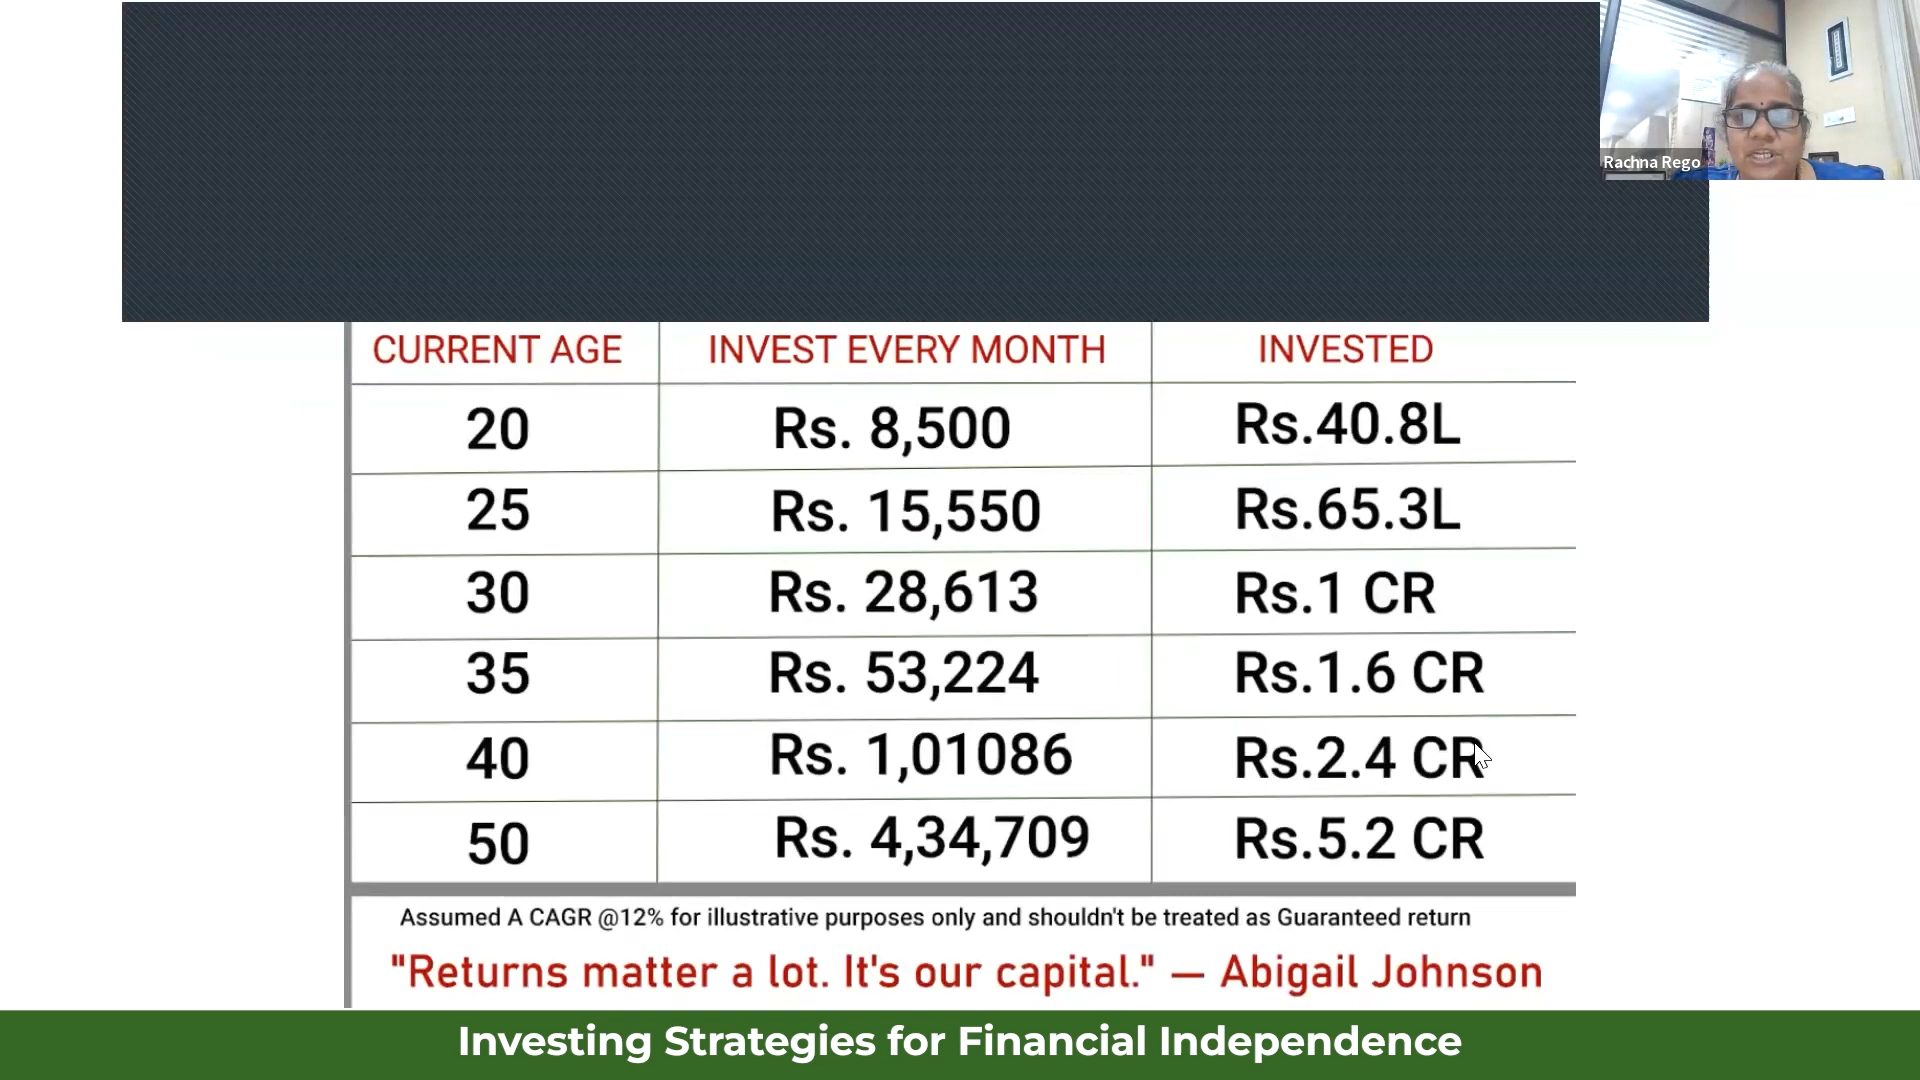 Rachna Rego
CURRENT AGE INVEST EVERY MONTH INVESTED
20 Rs. 8,500 Rs.40.8L
25 Rs. 15,550 Rs.65.3L
30 Rs. 28,613 Rs.1 CR
35 Rs. 53,224 Rs.1.6 CR
40 Rs. 1,01086 Rs.2.4 CR
50 Rs. 4,34,709 Rs.5.2 CR
Assumed A CAGR @12% for illustrative purposes only and shouldn't be treated as Guaranteed return
"Returns matter a lot. It's our capital." — Abigail Johnson
Investing Strategies for Financial Independence